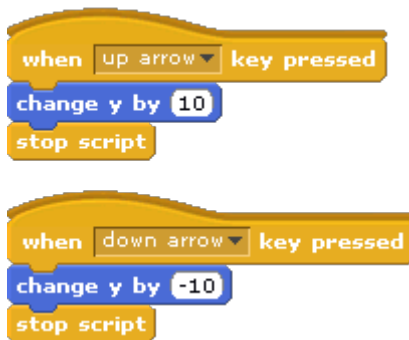 when up arrow key pressed
change y by 10
stop script
when down arrow key pressed
change y by -10
stop script